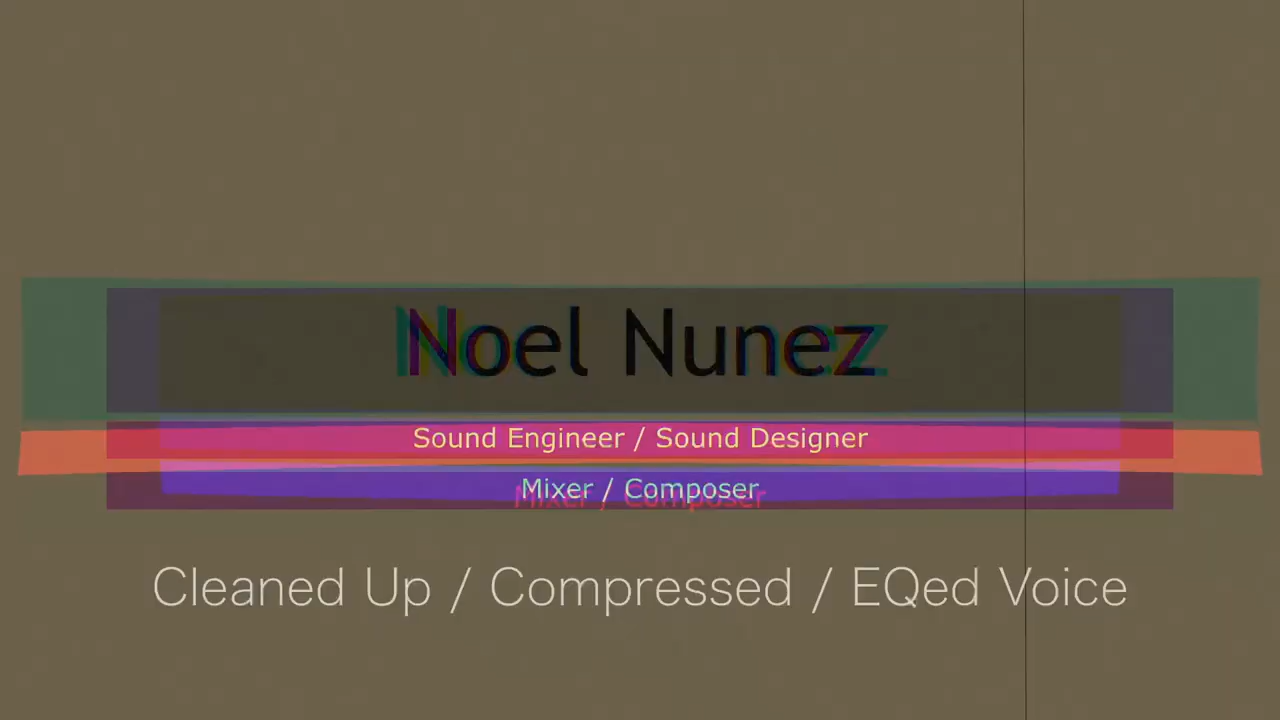 Noel Nunez
Sound Engineer / Sound Designer
Mixer / Composer
Cleaned Up / Compressed / EQed Voice